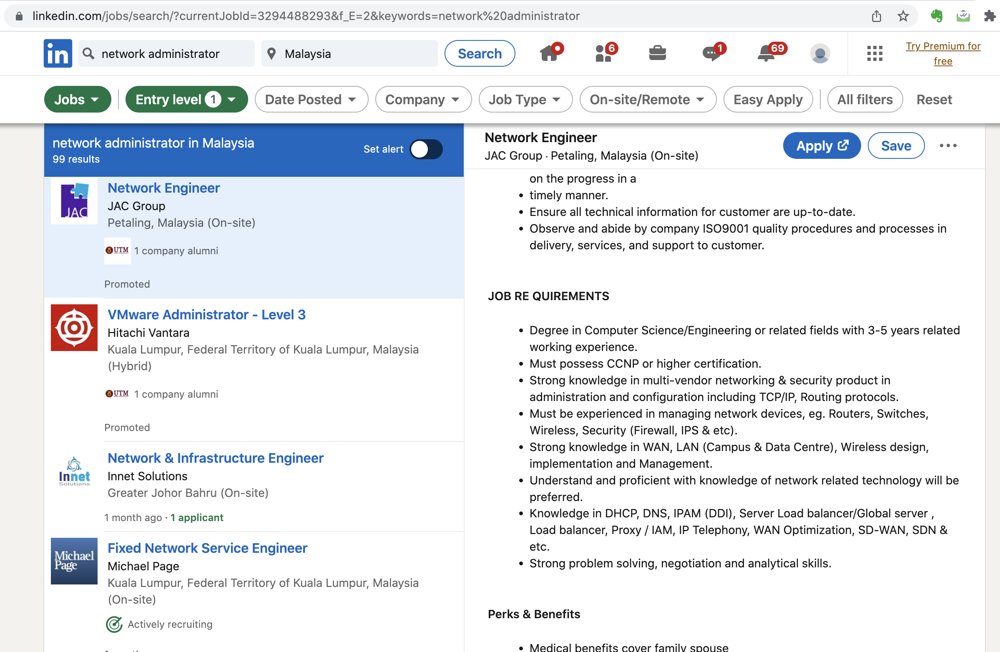 linkedin.com/jobs/search/?currentJobId=3294488293&f_E=2&keywords=network%20administrator
in
network administrator
Malaysia
Search
6
1
69
Try Premium for
free
Jobs
Entry level 1
Date Posted
Company
Job Type
On-site/Remote
Easy Apply
All filters
Reset
network administrator in Malaysia
99 results
Set alert
JAC
Network Engineer
JAC Group
Petaling, Malaysia (On-site)
UTM
1 company alumni
Promoted
VMware Administrator - Level 3
Hitachi Vantara
Kuala Lumpur, Federal Territory of Kuala Lumpur, Malaysia
(Hybrid)
UTM
1 company alumni
Promoted
Innet
Solutions
Network & Infrastructure Engineer
Innet Solutions
Greater Johor Bahru (On-site)
1 month ago · 1 applicant
Michael
Page
Fixed Network Service Engineer
Michael Page
Kuala Lumpur, Federal Territory of Kuala Lumpur, Malaysia
(On-site)
Actively recruiting
Network Engineer
JAC Group · Petaling, Malaysia (On-site)
Apply
Save
on the progress in a
• timely manner.
• Ensure all technical information for customer are up-to-date.
• Observe and abide by company ISO9001 quality procedures and processes in
delivery, services, and support to customer.
JOB RE QUIREMENTS
• Degree in Computer Science/Engineering or related fields with 3-5 years related
working experience.
• Must possess CCNP or higher certification.
• Strong knowledge in multi-vendor networking & security product in
administration and configuration including TCP/IP, Routing protocols.
• Must be experienced in managing network devices, eg. Routers, Switches,
Wireless, Security (Firewall, IPS & etc).
• Strong knowledge in WAN, LAN (Campus & Data Centre), Wireless design,
implementation and Management.
• Understand and proficient with knowledge of network related technology will be
preferred.
• Knowledge in DHCP, DNS, IPAM (DDI), Server Load balancer/Global server ,
Load balancer, Proxy / IAM, IP Telephony, WAN Optimization, SD-WAN, SDN &
etc.
• Strong problem solving, negotiation and analytical skills.
Perks & Benefits
• Medical benefits cover family spouse